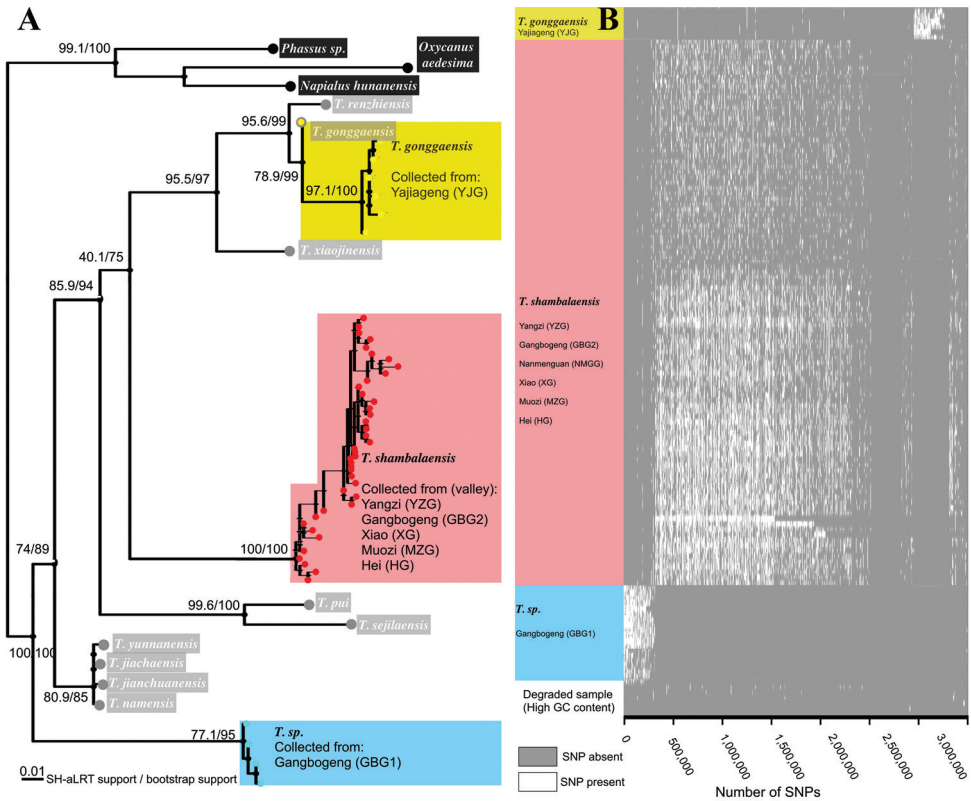 A
99.1/100
Phassus sp.
Oxycanus
aedesima
Napialus hunanensis
T. renzhiensis
95.6/99
T. gonggaensis
T. gonggaensis
78.9/99
Collected from:
Yajiageng (YJG)
97.1/100
95.5/97
T. xiaojinensis
40.1/75
85.9/94
T. shambalaensis
Collected from (valley):
Yangzi (YZG)
Gangbogeng (GBG2)
Xiao (XG)
Muozi (MZG)
Hei (HG)
100/100
74/89
99.6/100
T. pui
T. sejilaensis
T. yunnanensis
100/100
T. jiachaensis
T. jianchuanensis
80.9/85
T. namensis
77.1/95
T. sp.
Collected from:
Gangbogeng (GBG1)
0.01
SH-aLRT support / bootstrap support
B
T. gonggaensis
Yajiageng (YJG)
T. shambalaensis
Yangzi (YZG)
Gangbogeng (GBG2)
Nanmenguan (NMGG)
Xiao (XG)
Muozi (MZG)
Hei (HG)
T. sp.
Gangbogeng (GBG1)
Degraded sample
(High GC content)
0
500,000
1,000,000
1,500,000
2,000,000
2,500,000
3,000,000
SNP absent
SNP present
Number of SNPs